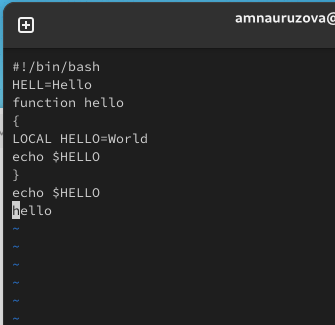 amnauruzova@
#!/bin/bash
HELL=Hello
function hello
{
LOCAL HELLO=World
echo $HELLO
}
echo $HELLO
hello
~
~
~
~
~
~